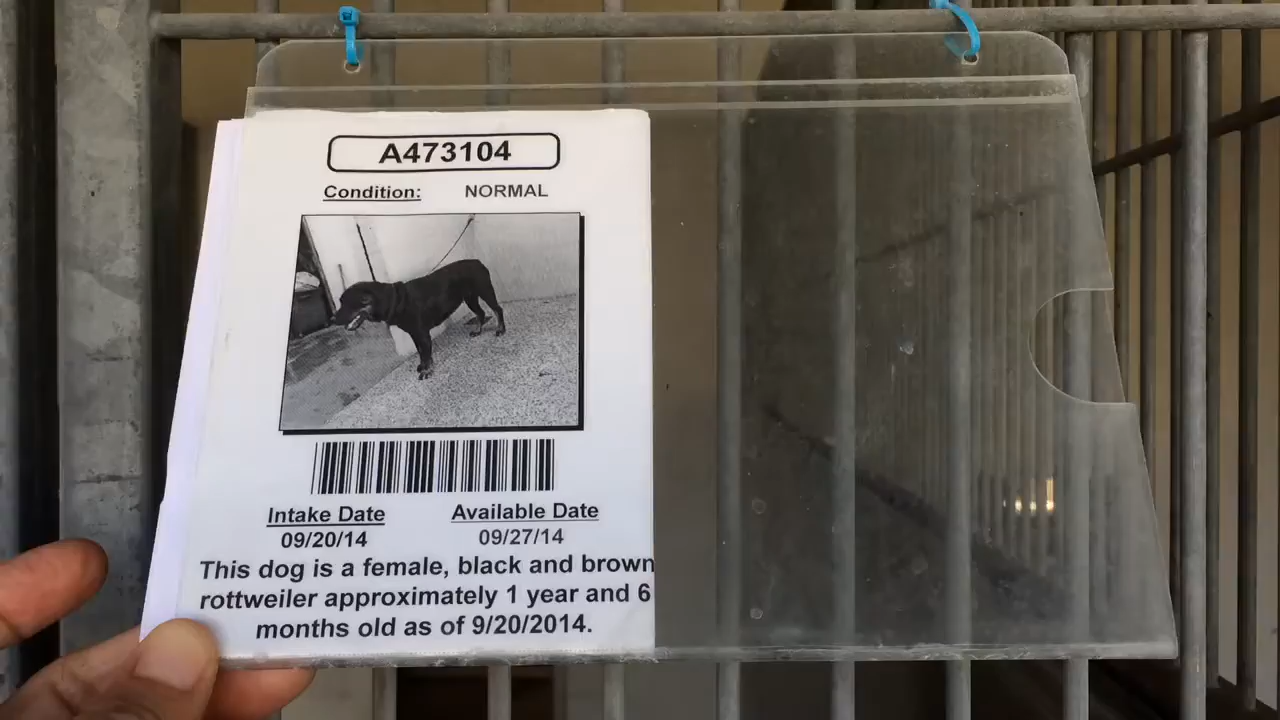 A473104
Condition: NORMAL
Intake Date Available Date
09/20/14 09/27/14
This dog is a female, black and brown
rottweiler approximately 1 year and 6
months old as of 9/20/2014.